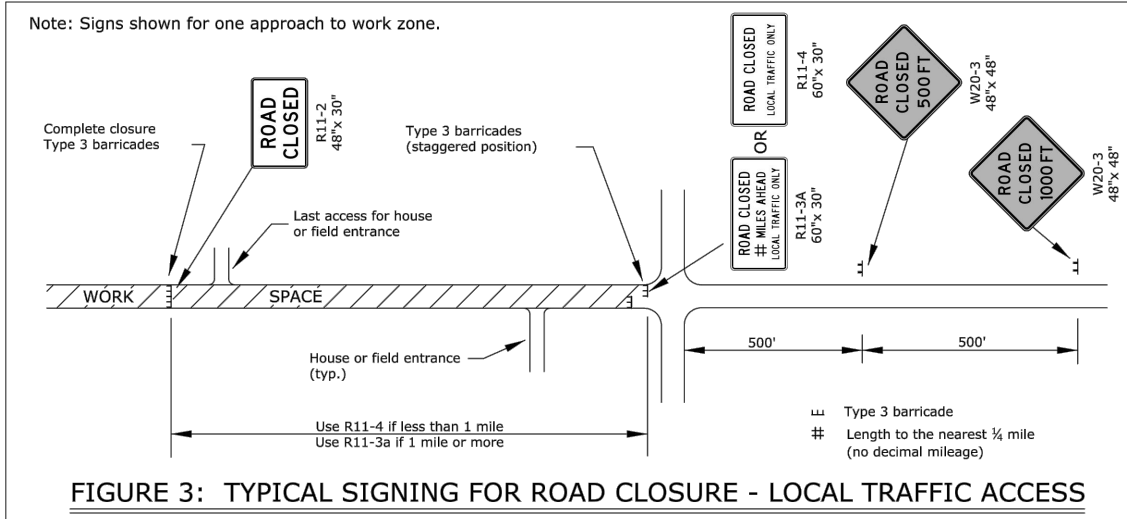 Note: Signs shown for one approach to work zone.
Complete closure
Type 3 barricades
ROAD
CLOSED
R11-2
48"x 30"
Type 3 barricades
(staggered position)
ROAD CLOSED
LOCAL TRAFFIC ONLY
R11-4
60"x 30"
OR
ROAD CLOSED
# MILES AHEAD
LOCAL TRAFFIC ONLY
R11-3A
60"x 30"
ROAD
CLOSED
500 FT
W20-3
48"x 48"
ROAD
CLOSED
1000 FT
W20-3
48"x 48"
Last access for house
or field entrance
WORK SPACE
House or field entrance
(typ.)
500'
500'
Use R11-4 if less than 1 mile
Use R11-3a if 1 mile or more
Type 3 barricade
# Length to the nearest ¼ mile
(no decimal mileage)
FIGURE 3: TYPICAL SIGNING FOR ROAD CLOSURE - LOCAL TRAFFIC ACCESS